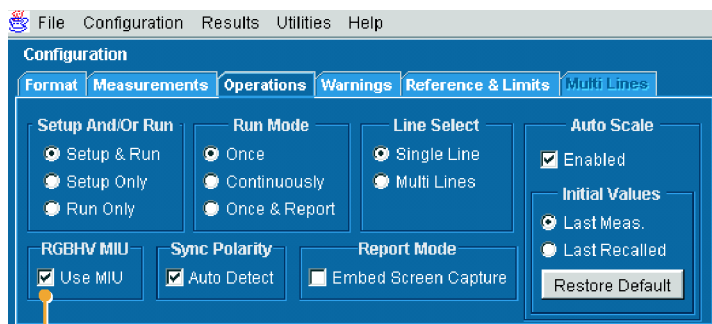 File Configuration Results Utilities Help
Configuration
Format Measurements Operations Warnings Reference & Limits Multi Lines
Setup And/Or Run
Setup & Run
Setup Only
Run Only
Run Mode
Once
Continuously
Once & Report
Line Select
Single Line
Multi Lines
Auto Scale
Enabled
Initial Values
Last Meas.
Last Recalled
Restore Default
RGBHV MIU
Use MIU
Sync Polarity
Auto Detect
Report Mode
Embed Screen Capture